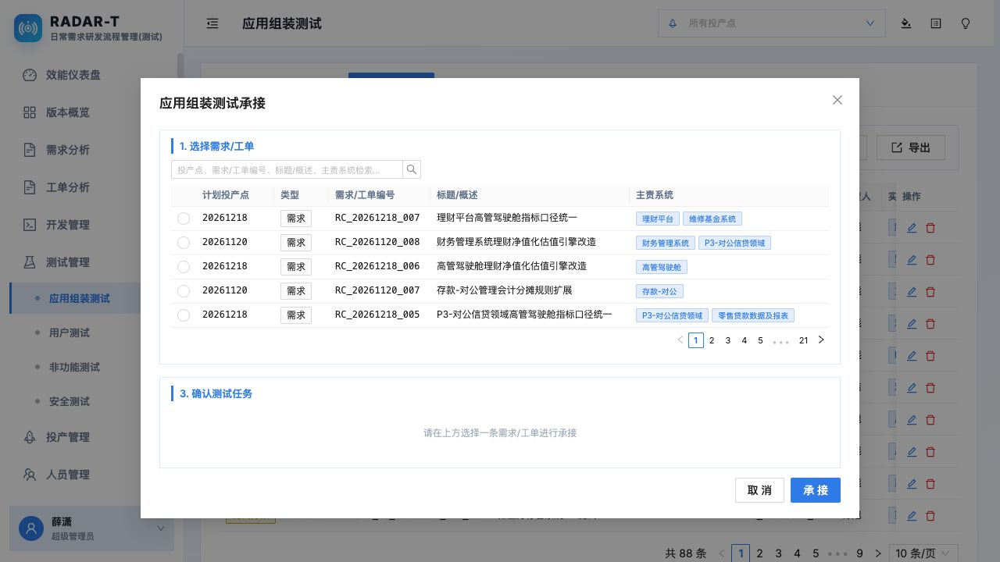 RADAR-T
日常需求研发流程管理(测试)
应用组装测试
所有投产点
效能仪表盘
版本概览
需求分析
工单分析
开发管理
测试管理
应用组装测试
用户测试
非功能测试
安全测试
投产管理
人员管理
薛潇
超级管理员
导出
操作
应用组装测试承接
1. 选择需求/工单
投产点、需求/工单编号、标题/概述、主责系统检索...
计划投产点 类型 需求/工单编号 标题/概述 主责系统
20261218 需求 RC_20261218_007 理财平台高管驾驶舱指标口径统一 理财平台 维修基金系统
20261120 需求 RC_20261120_008 财务管理系统理财净值化估值引擎改造 财务管理系统 P3-对公信贷领域
20261218 需求 RC_20261218_006 高管驾驶舱理财净值化估值引擎改造 高管驾驶舱
20261120 需求 RC_20261120_007 存款-对公管理会计分摊规则扩展 存款-对公
20261218 需求 RC_20261218_005 P3-对公信贷领域高管驾驶舱指标口径统一 P3-对公信贷领域 零售贷款数据及报表
1 2 3 4 5 ••• 21
3. 确认测试任务
请在上方选择一条需求/工单进行承接
取 消 承 接
共 88 条 1 2 3 4 5 ••• 9 10 条/页